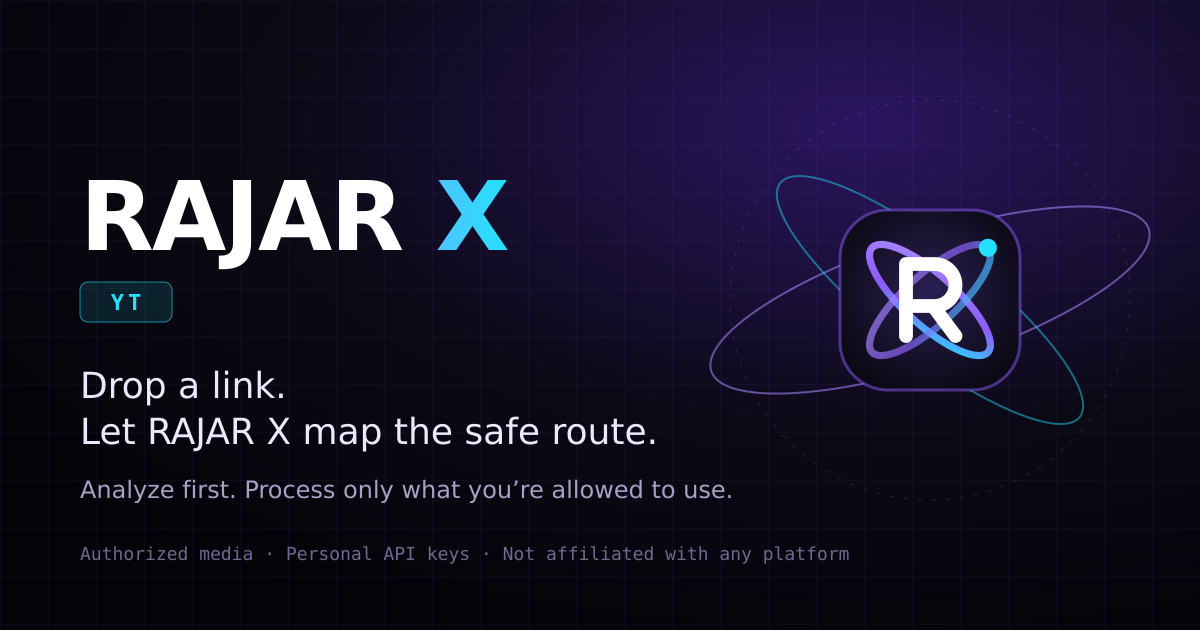 RAJAR X
YT
Drop a link.
Let RAJAR X map the safe route.
Analyze first. Process only what you’re allowed to use.
Authorized media · Personal API keys · Not affiliated with any platform
R